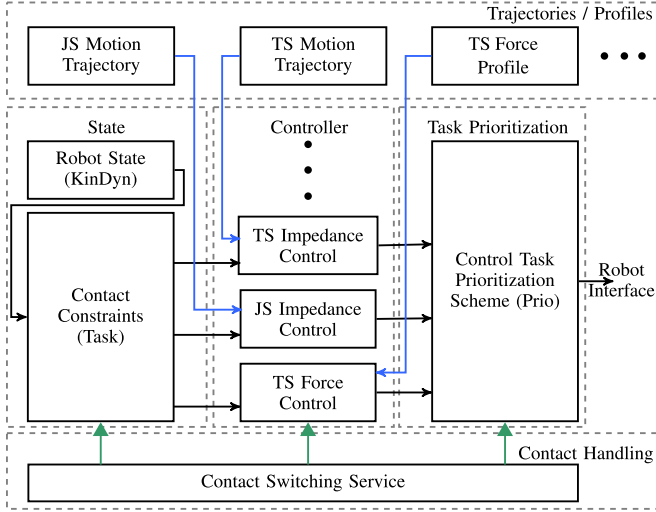 Trajectories / Profiles
JS Motion
Trajectory
TS Motion
Trajectory
TS Force
Profile
State
Controller
Task Prioritization
Robot State
(KinDyn)
TS Impedance
Control
Contact
Constraints
(Task)
JS Impedance
Control
TS Force
Control
Control Task
Prioritization
Scheme (Prio)
Robot
Interface
Contact Handling
Contact Switching Service